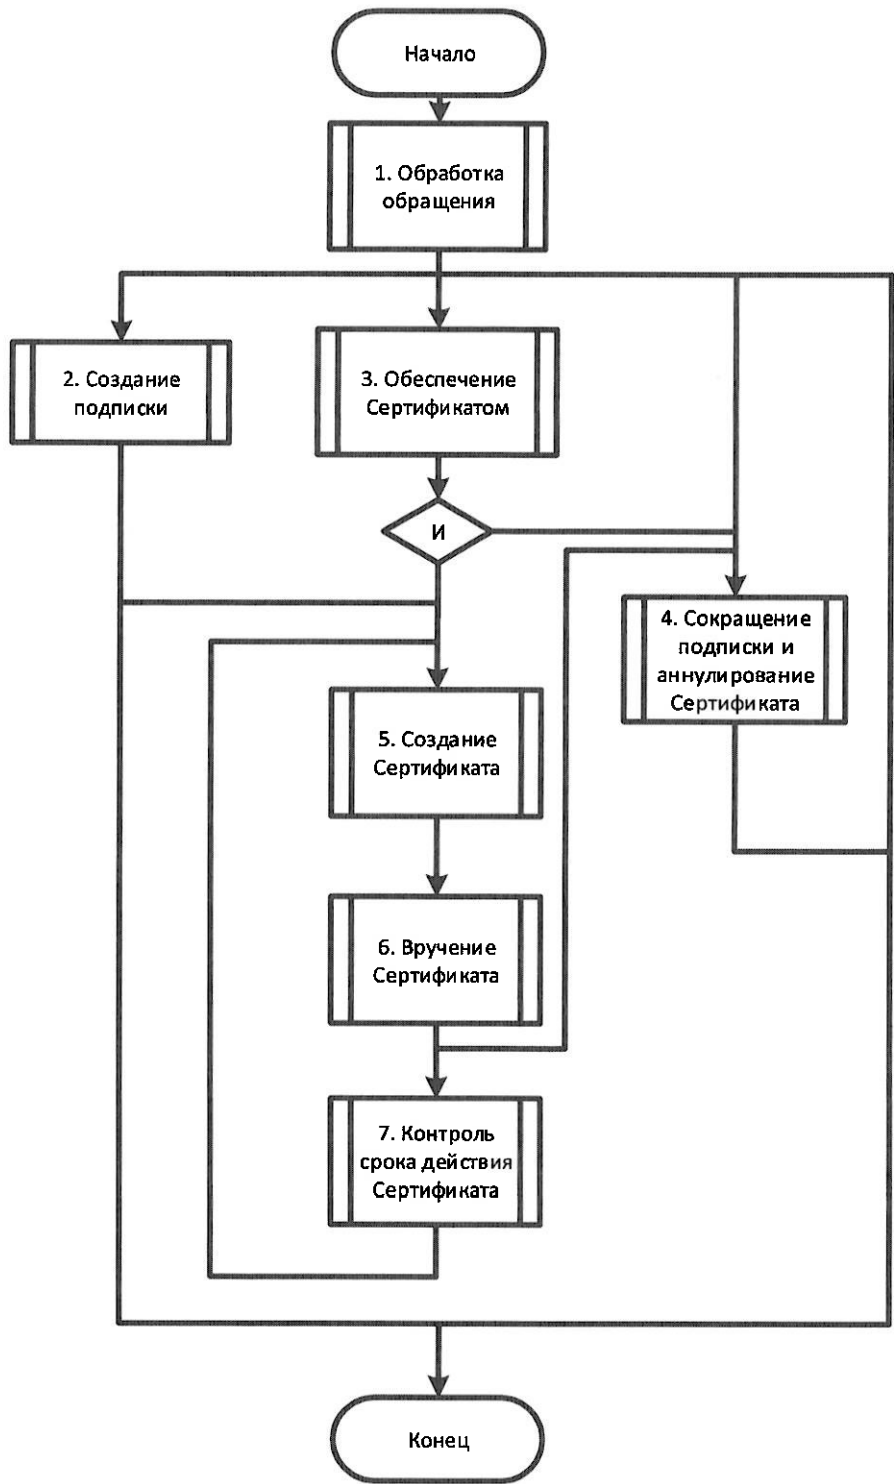 Начало
1. Обработка
обращения
2. Создание
подписки
3. Обеспечение
Сертификатом
И
4. Сокращение
подписки и
аннулирование
Сертификата
5. Создание
Сертификата
6. Вручение
Сертификата
7. Контроль
срока действия
Сертификата
Конец